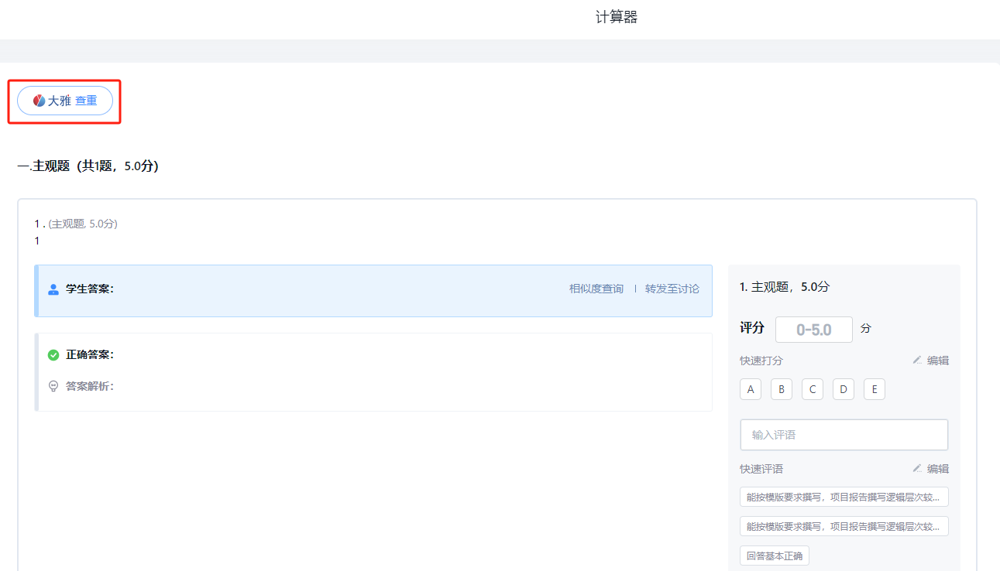 计算器
大雅 查重
一.主观题（共1题，5.0分）
1 . (主观题, 5.0分)
1
学生答案：
相似度查询 | 转发至讨论
正确答案：
答案解析：
1. 主观题，5.0分
评分 0-5.0 分
快速打分 编辑
A B C D E
输入评语
快速评语 编辑
能按模版要求撰写，项目报告撰写逻辑层次较...
能按模版要求撰写，项目报告撰写逻辑层次较...
回答基本正确